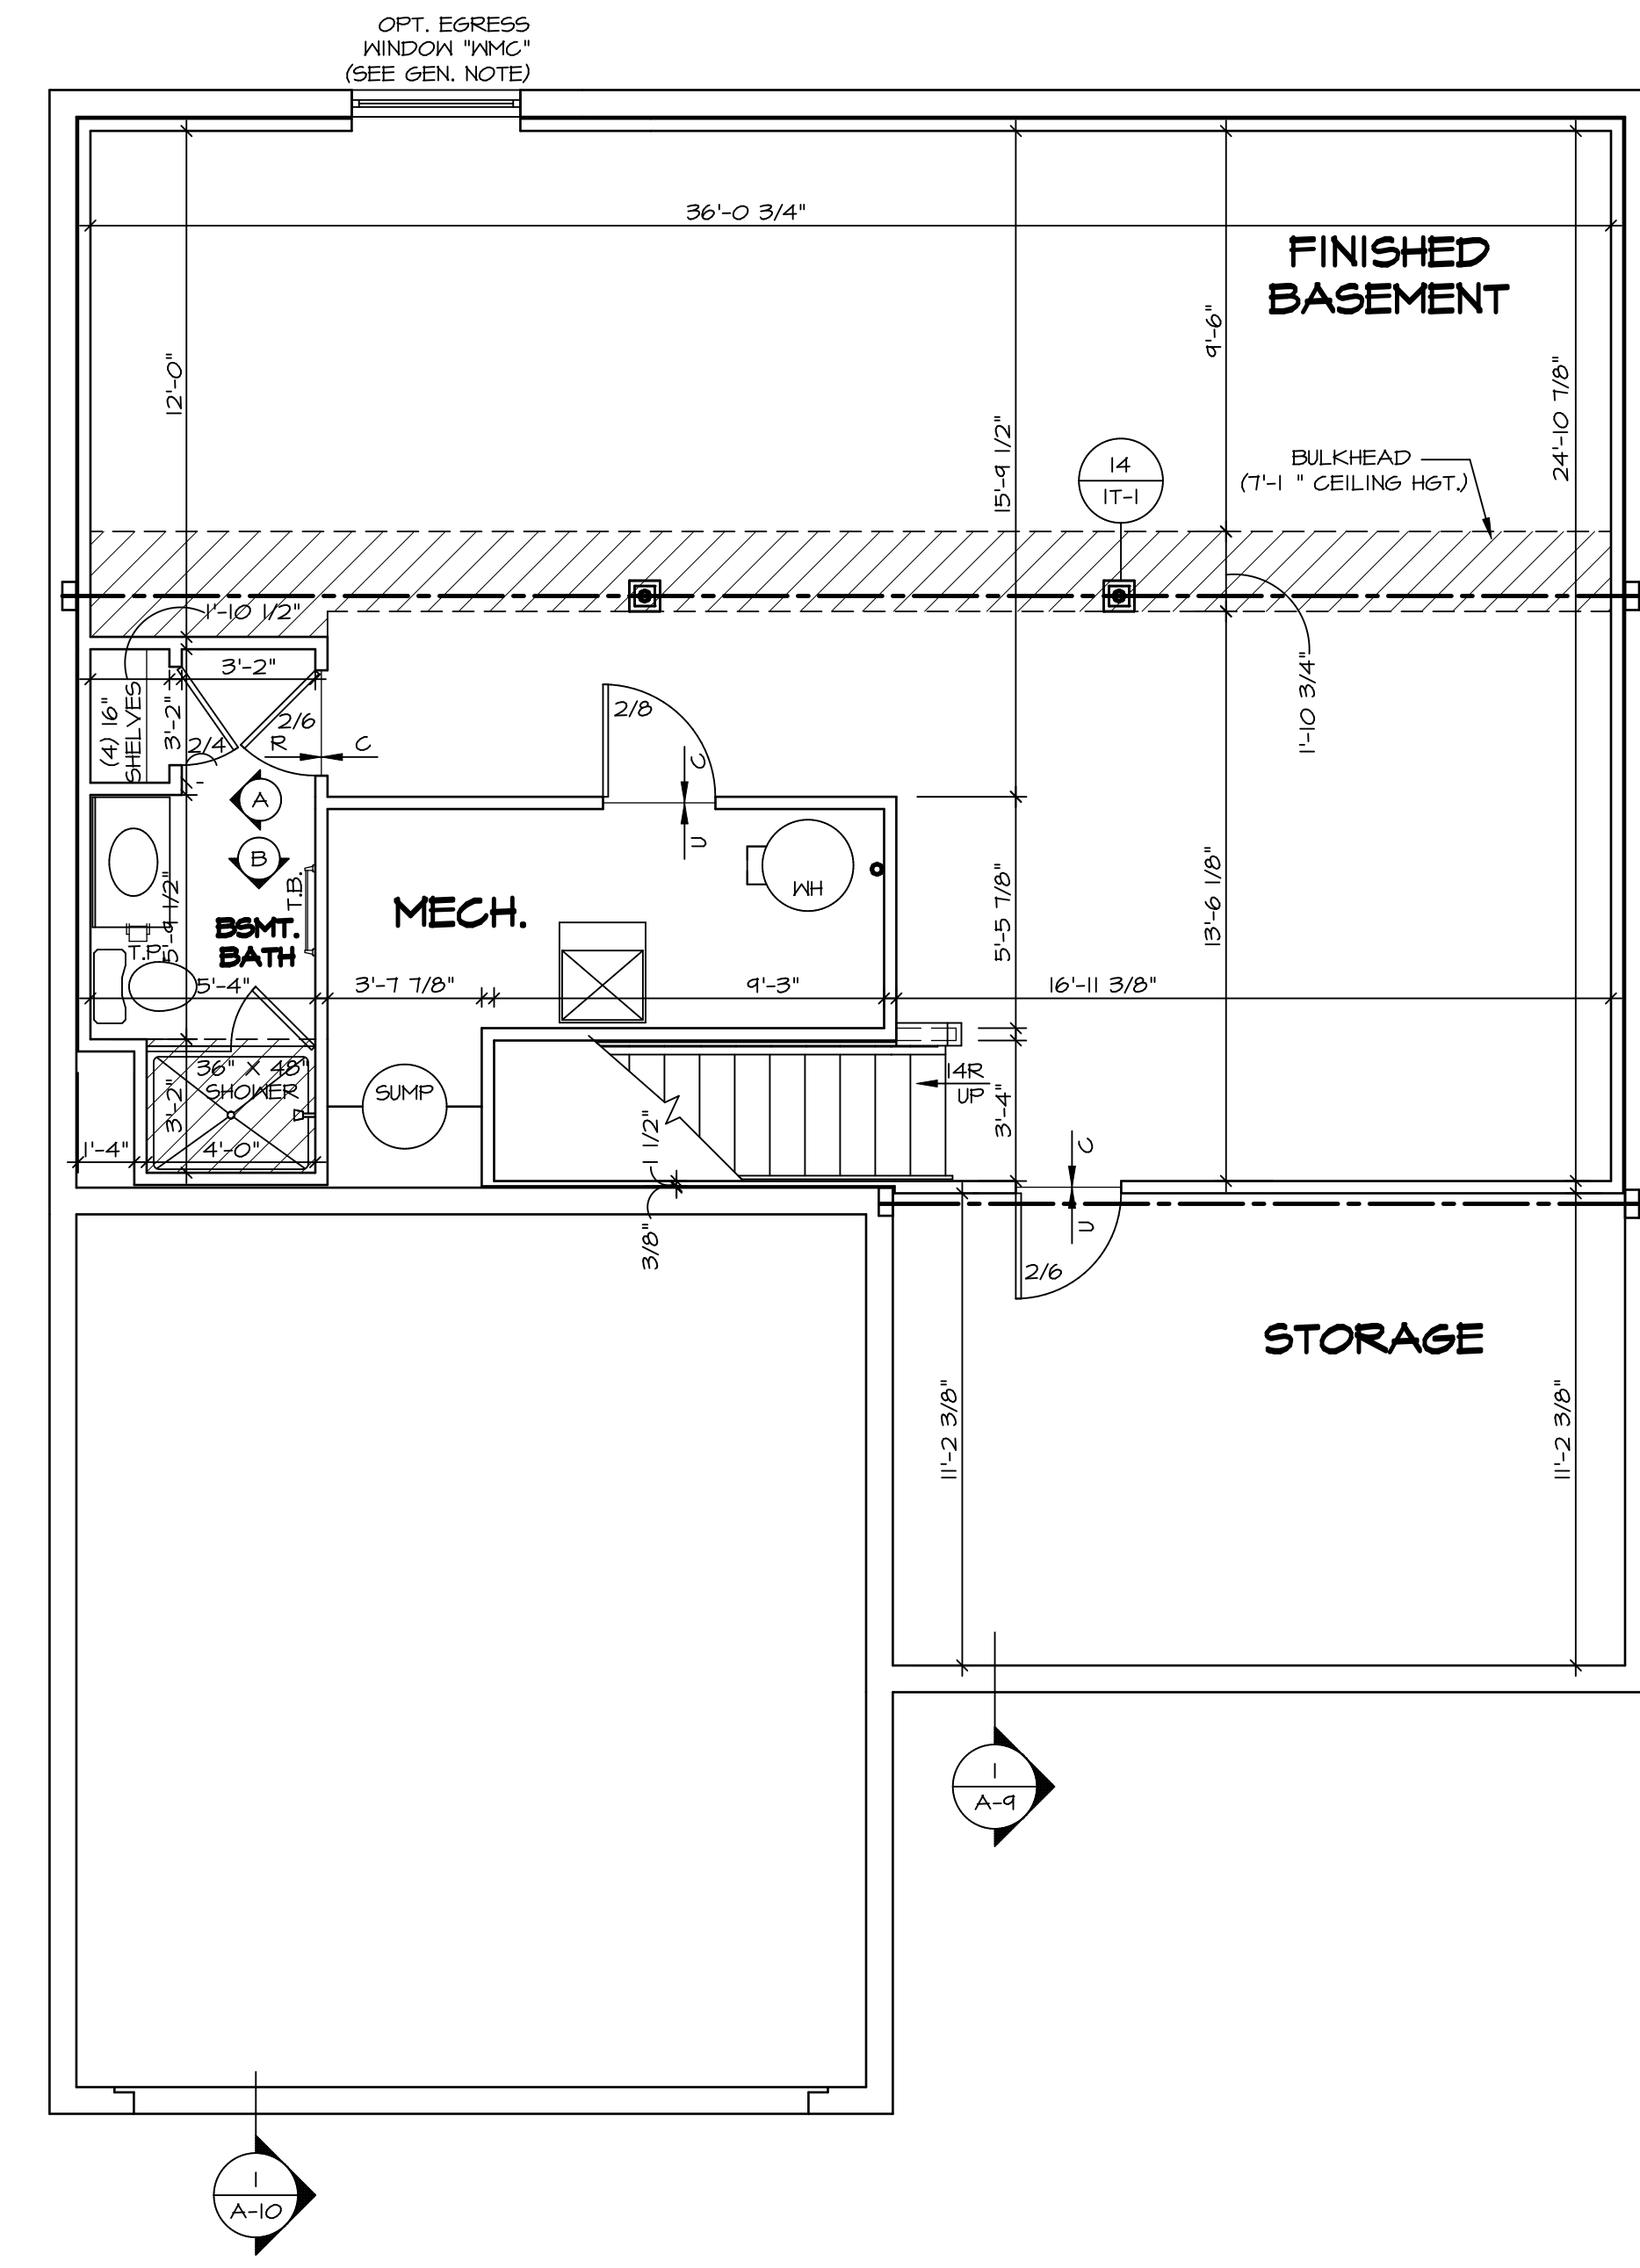 OPT. EGRESS
WINDOW "WMC"
(SEE GEN. NOTE)
36'-0 3/4"
FINISHED
BASEMENT
12'-0"
9'-6"
15'-9 1/2"
24'-10 7/8"
14
IT-1
BULKHEAD
(7'-1 " CEILING HGT.)
1'-10 1/2"
3'-2"
(4) 16"
SHELVES
3'-2"
2/4
2/6
R
C
2/8
C
U
1'-10 3/4"
A
B
T.B.
5'-9 1/2"
BSMT.
BATH
T.P.
MECH.
WH
5'-5 7/8"
13'-6 1/8"
5'-4"
3'-7 7/8"
9'-3"
16'-11 3/8"
36" X 48"
SHOWER
3'-2"
1'-4"
4'-0"
SUMP
14R
UP
3'-4"
1 1/2"
3/8"
C
U
2/6
STORAGE
11'-2 3/8"
11'-2 3/8"
1
A-9
1
A-10